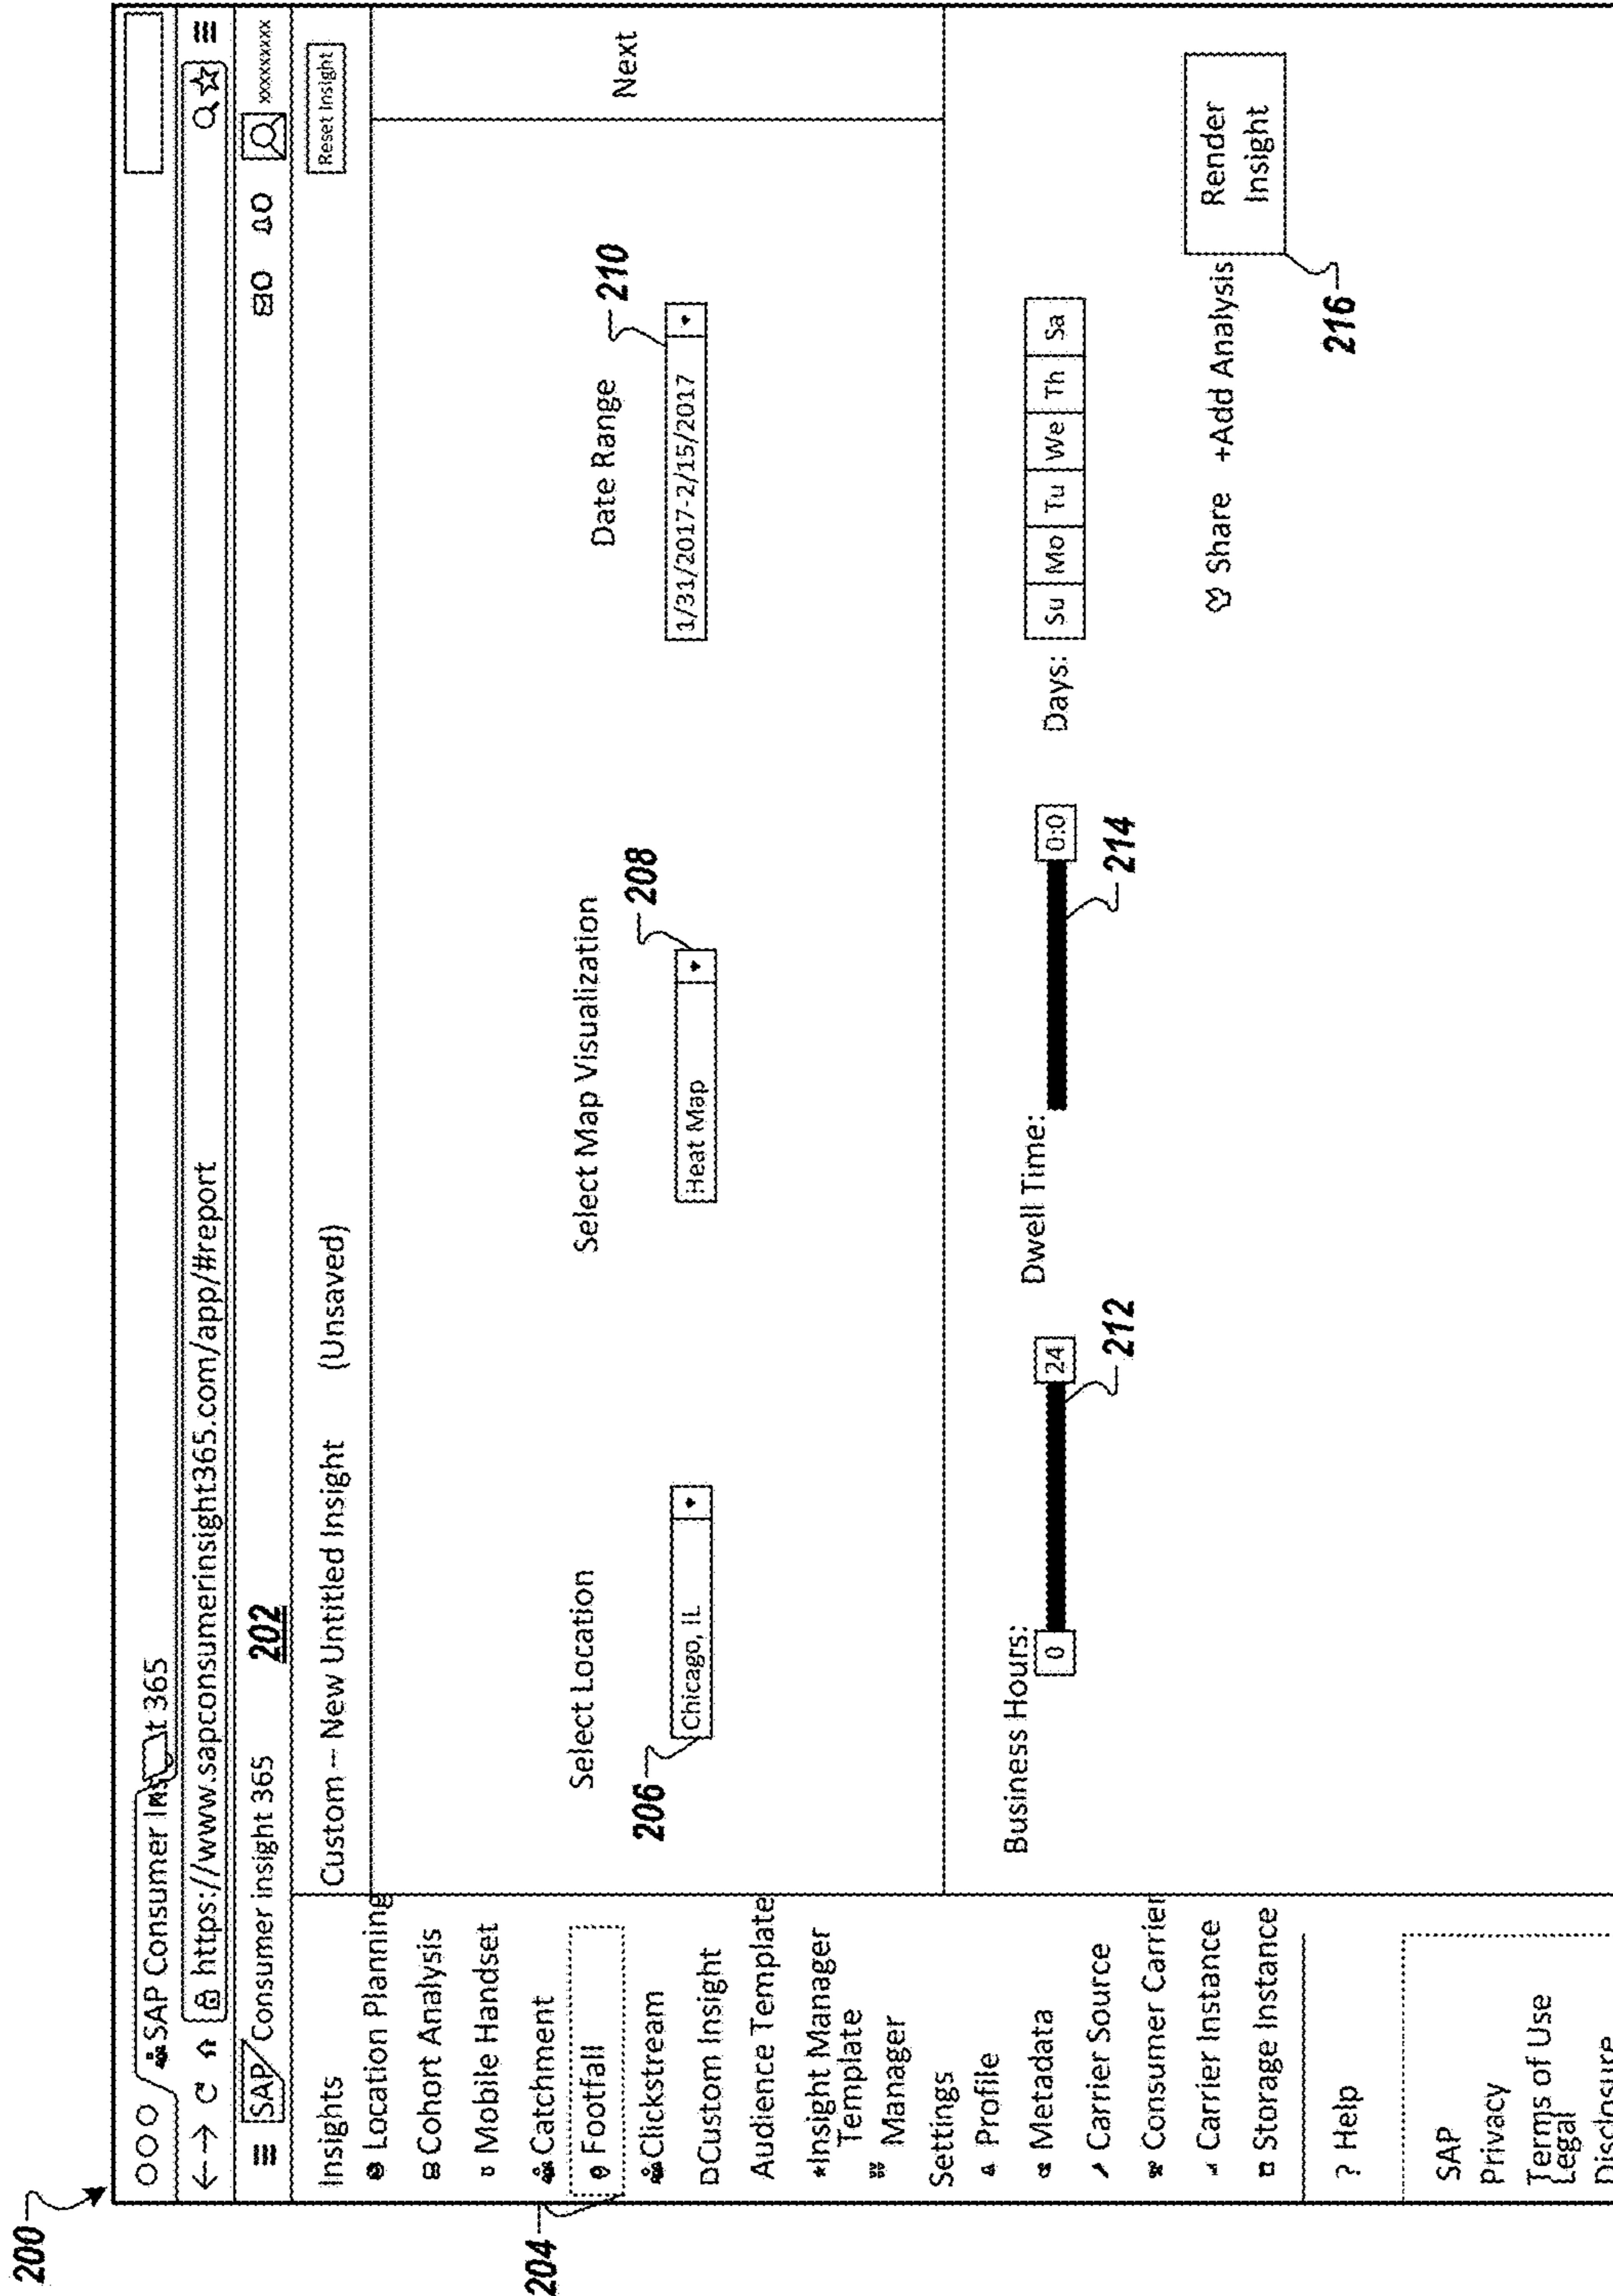 200
SAP Consumer Ins t 365
https://www.sapconsumerinsight365.com/app/#report
SAP Consumer insight 365
202
xxxxxxxx
Custom -- New Untitled Insight (Unsaved)
Reset Insight
Insights
Location Planning
Cohort Analysis
Mobile Handset
Catchment
Footfall
204
Clickstream
Custom Insight
Audience Template
*Insight Manager
Template
Manager
Settings
Profile
Metadata
Carrier Source
Consumer Carrier
Carrier Instance
Storage Instance
? Help
SAP
Privacy
Terms of Use
Legal
Disclosure
Select Location
206
Chicago, IL
Select Map Visualization
208
Heat Map
Date Range
210
1/31/2017-2/15/2017
Next
Business Hours:
0
24
212
Dwell Time:
0:0
214
Days:
Su Mo Tu We Th Sa
Share +Add Analysis
Render
Insight
216